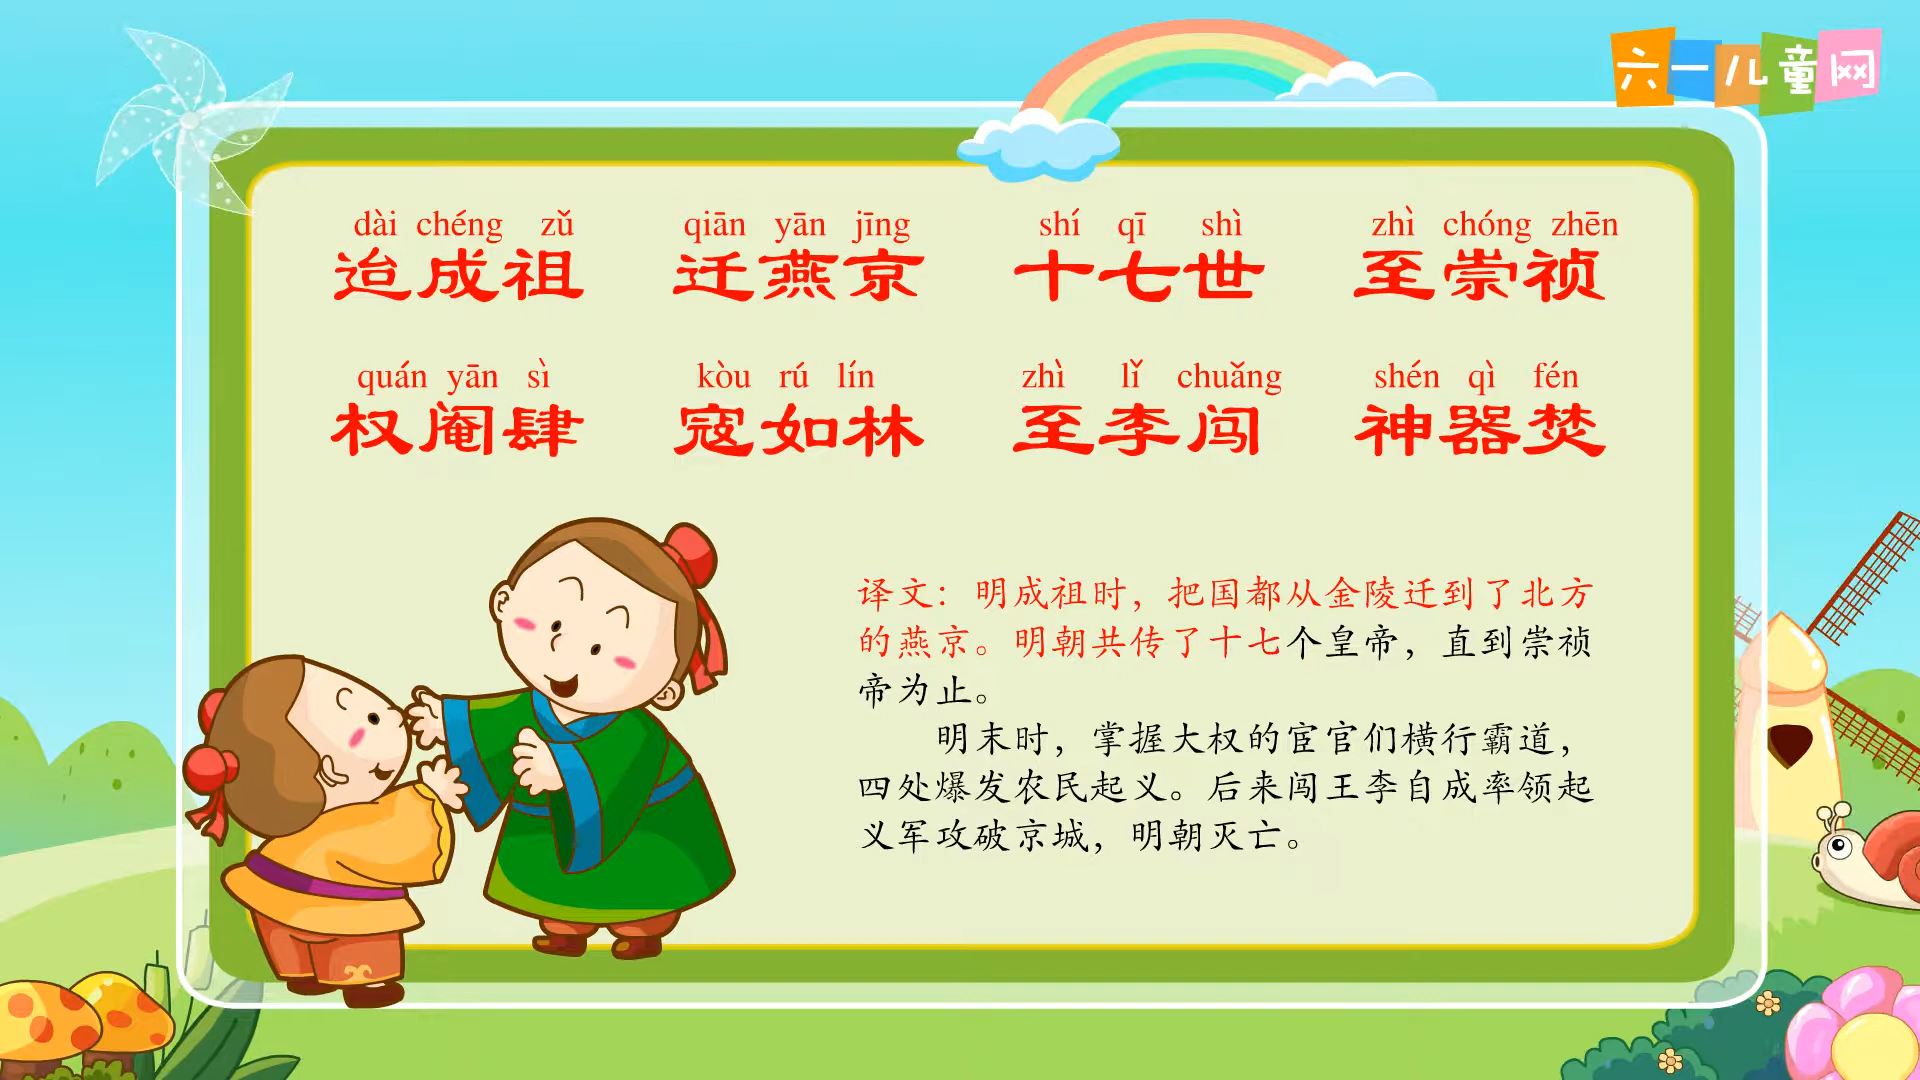 六一儿童网
dài chéng zǔ qiān yān jīng shí qī shì zhì chóng zhēn
迨成祖 迁燕京 十七世 至崇祯
quán yān sì kòu rú lín zhì lǐ chuǎng shén qì fén
权阉肆 寇如林 至李闯 神器焚
译文：明成祖时，把国都从金陵迁到了北方
的燕京。明朝共传了十七个皇帝，直到崇祯
帝为止。
明末时，掌握大权的宦官们横行霸道，
四处爆发农民起义。后来闯王李自成率领起
义军攻破京城，明朝灭亡。